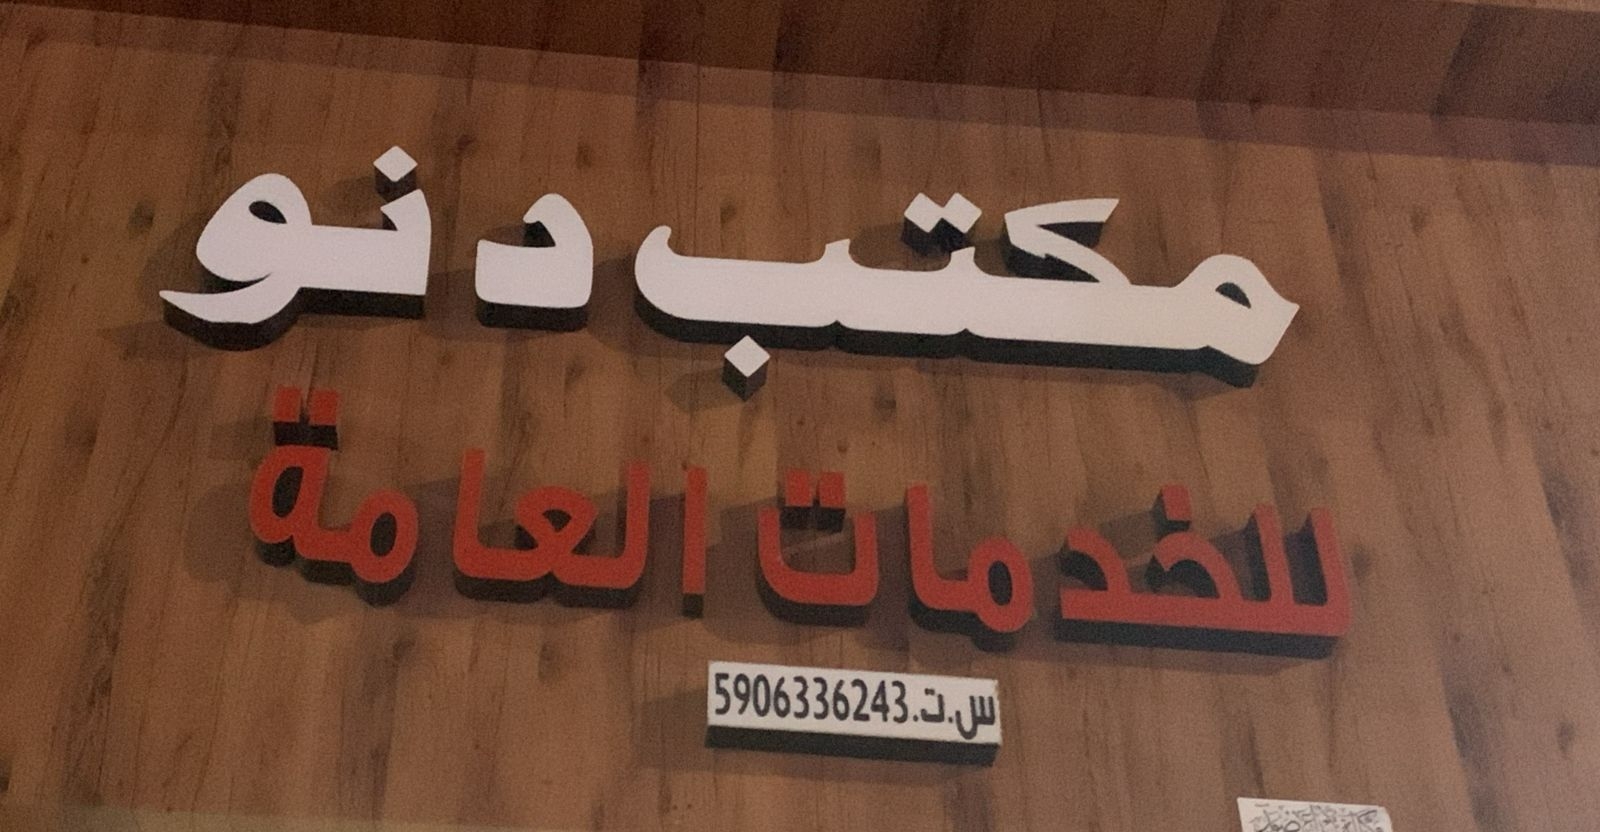 مكتب دنو
للخدمات العامة
س.ت.5906336243